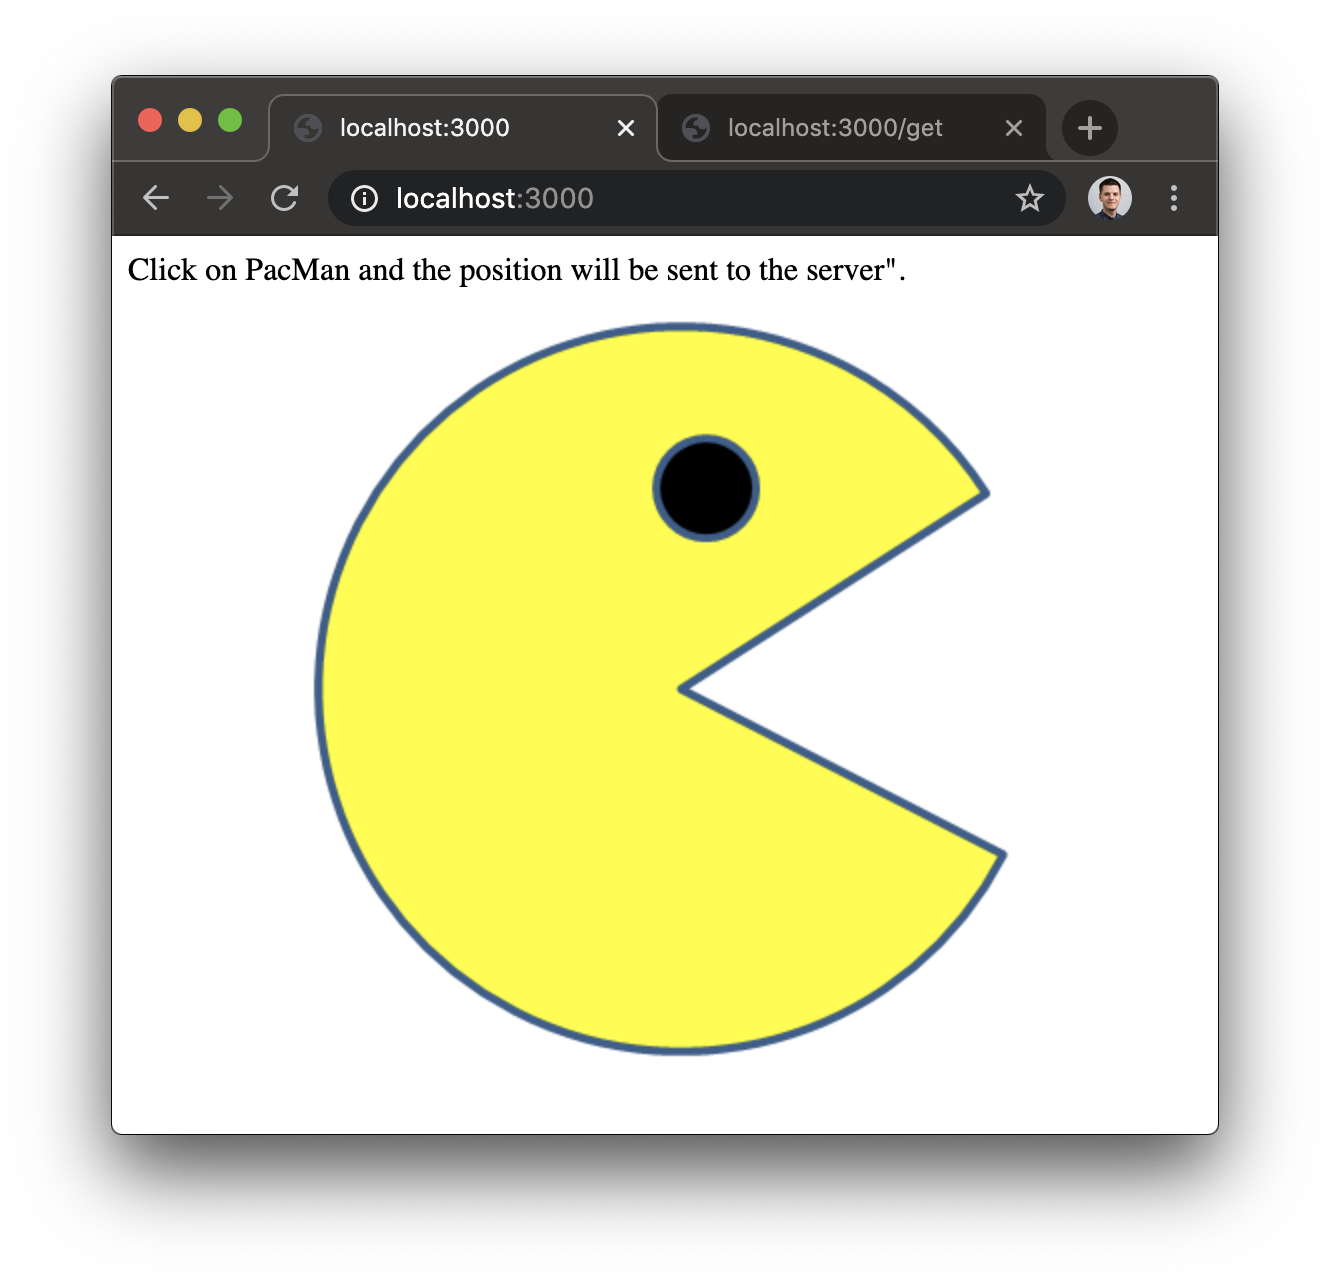 localhost:3000
localhost:3000/get
localhost:3000
Click on PacMan and the position will be sent to the server".